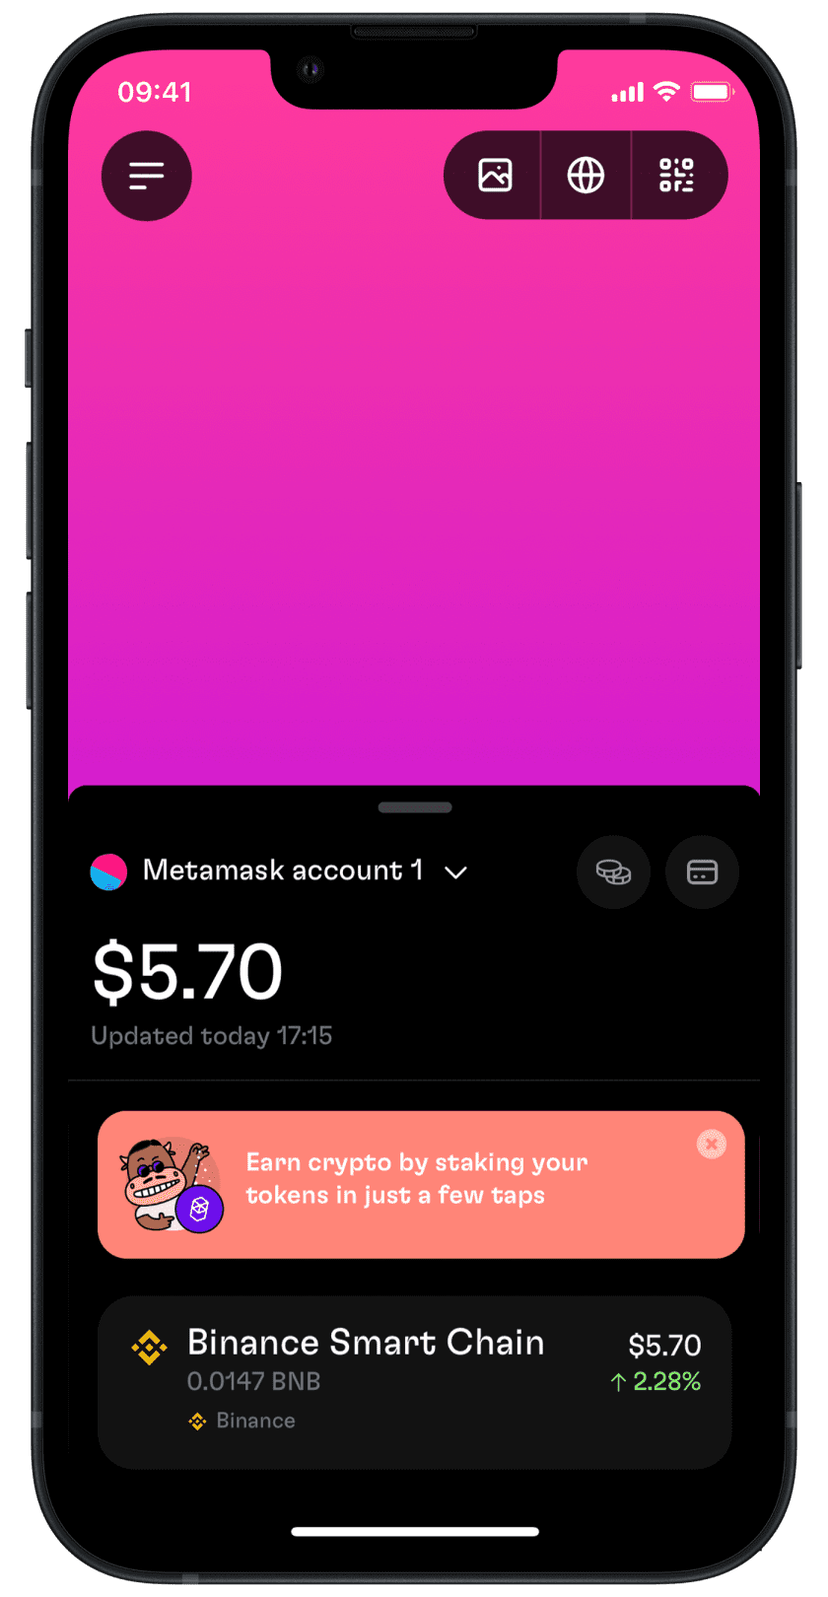 09:41
Metamask account 1
$5.70
Updated today 17:15
Earn crypto by staking your
tokens in just a few taps
Binance Smart Chain
$5.70
0.0147 BNB
↑ 2.28%
Binance